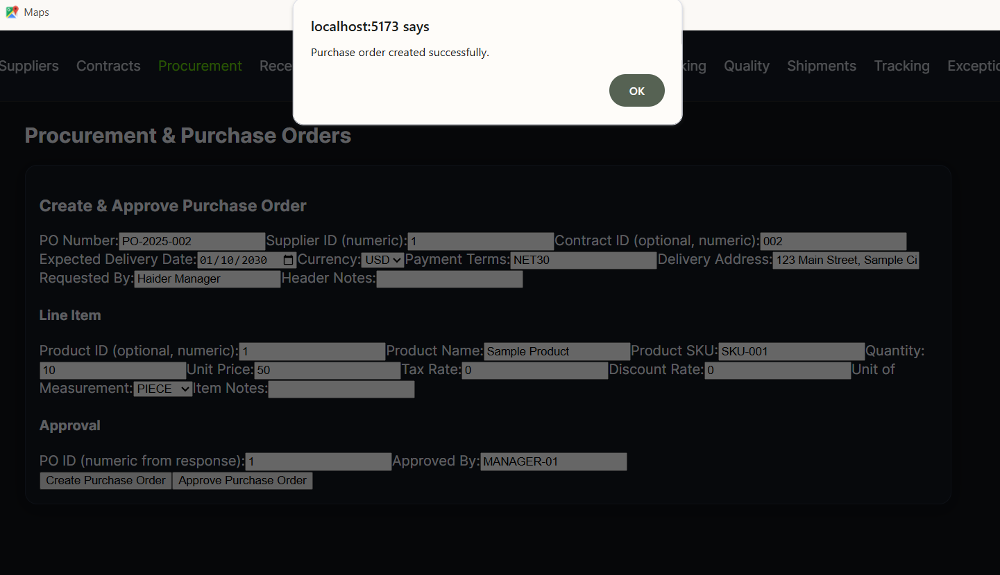 Maps
localhost:5173 says
Purchase order created successfully.
OK
Suppliers Contracts Procurement Rece king Quality Shipments Tracking Exceptio
Procurement & Purchase Orders
Create & Approve Purchase Order
PO Number: PO-2025-002 Supplier ID (numeric): 1 Contract ID (optional, numeric): 002
Expected Delivery Date: 01/10/2030 Currency: USD Payment Terms: NET30 Delivery Address: 123 Main Street, Sample Ci
Requested By: Haider Manager Header Notes:
Line Item
Product ID (optional, numeric): 1 Product Name: Sample Product Product SKU: SKU-001 Quantity:
10 Unit Price: 50 Tax Rate: 0 Discount Rate: 0 Unit of
Measurement: PIECE Item Notes:
Approval
PO ID (numeric from response): 1 Approved By: MANAGER-01
Create Purchase Order Approve Purchase Order